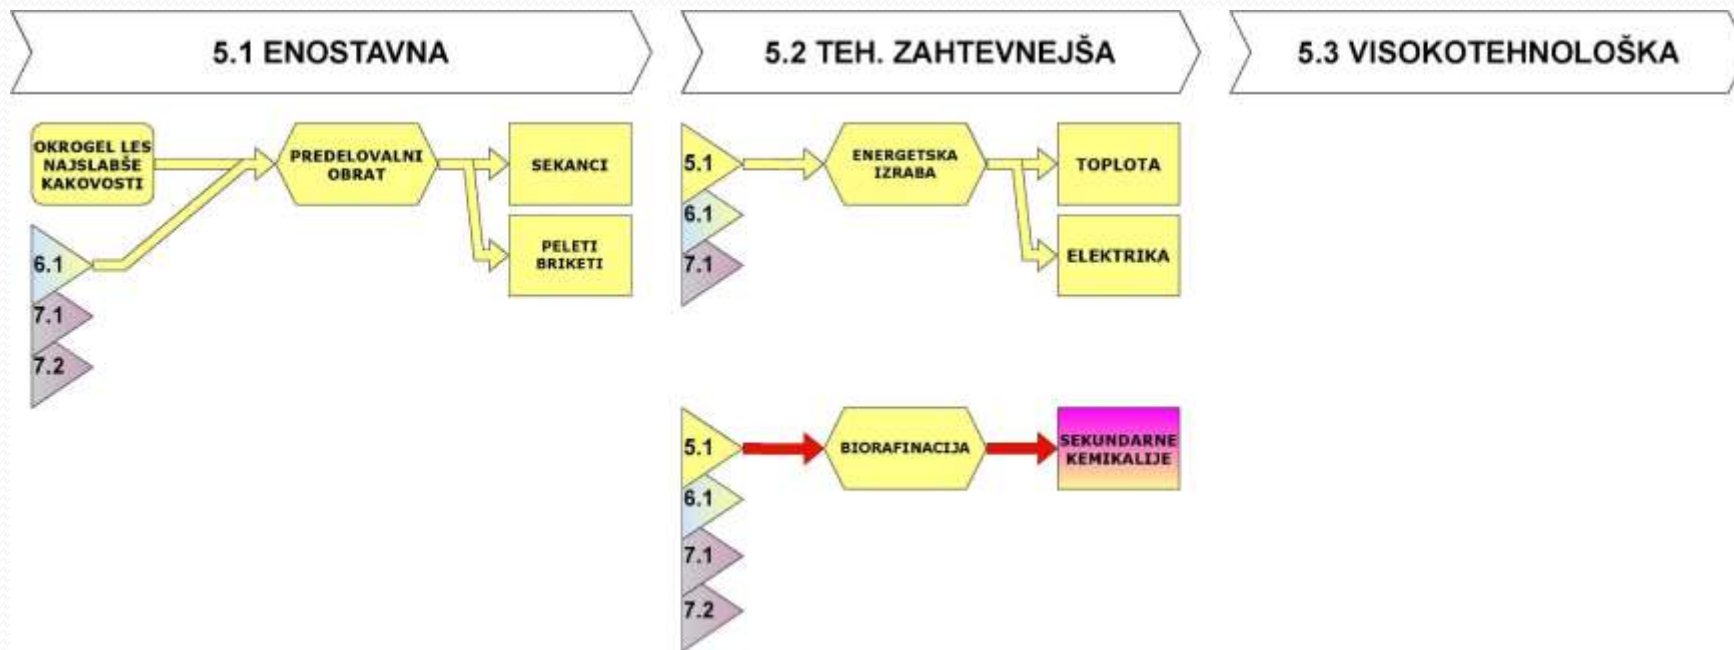 5.1 ENOSTAVNA
5.2 TEH. ZAHTEVNEJŠA
5.3 VISOKOTEHNOLOŠKA
OKROGEL LES
NAJSLABŠE
KAKOVOSTI
PREDELOVALNI
OBRAT
SEKANCI
PELETI
BRIKETI
6.1
7.1
7.2
5.1
6.1
7.1
ENERGETSKA
IZRABA
TOPLOTA
ELEKTRIKA
5.1
6.1
7.1
7.2
BIORAFINACIJA
SEKUNDARNE
KEMIKALIJE